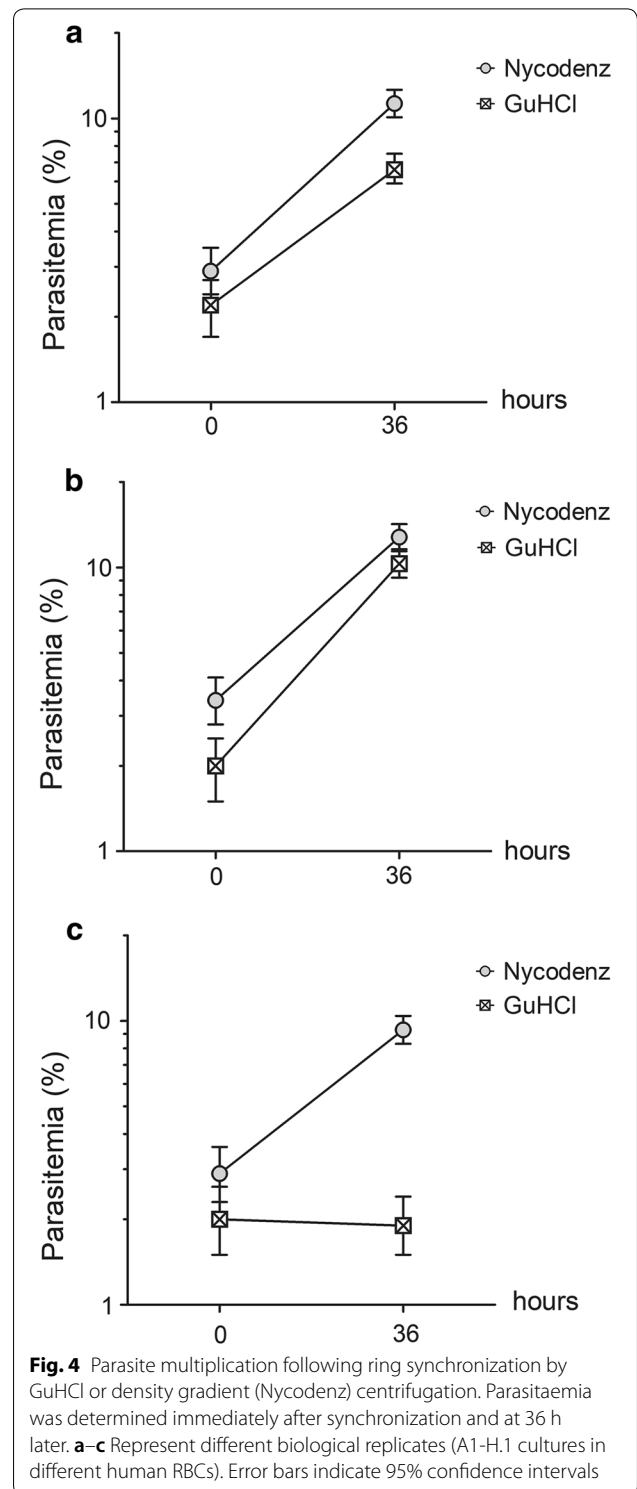 a
Nycodenz
GuHCl
Parasitemia (%)
10
1
hours
0 36
b
Nycodenz
GuHCl
Parasitemia (%)
10
1
hours
0 36
c
Nycodenz
GuHCl
Parasitemia (%)
10
1
hours
0 36
Fig. 4 Parasite multiplication following ring synchronization by
GuHCl or density gradient (Nycodenz) centrifugation. Parasitaemia
was determined immediately after synchronization and at 36 h
later. a–c Represent different biological replicates (A1-H.1 cultures in
different human RBCs). Error bars indicate 95% confidence intervals